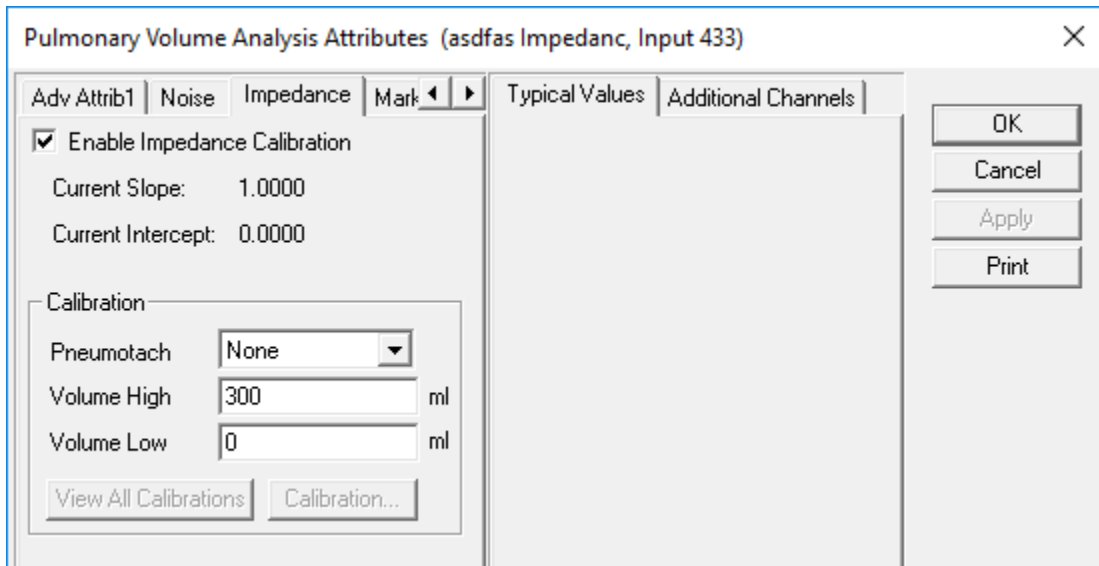 Pulmonary Volume Analysis Attributes (asdfas Impedanc, Input 433)
Adv Attrib1 Noise Impedance Mark
Enable Impedance Calibration
Current Slope: 1.0000
Current Intercept: 0.0000
Calibration
Pneumotach None
Volume High 300 ml
Volume Low 0 ml
View All Calibrations Calibration...
Typical Values Additional Channels
OK
Cancel
Apply
Print